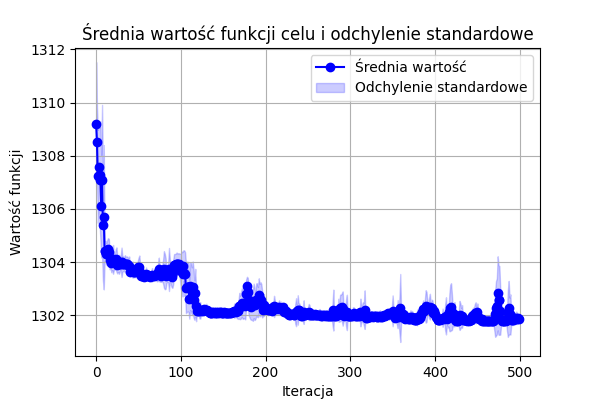 Średnia wartość funkcji celu i odchylenie standardowe
1312
1310
1308
1306
1304
1302
Wartość funkcji
Średnia wartość
Odchylenie standardowe
0
100
200
300
400
500
Iteracja